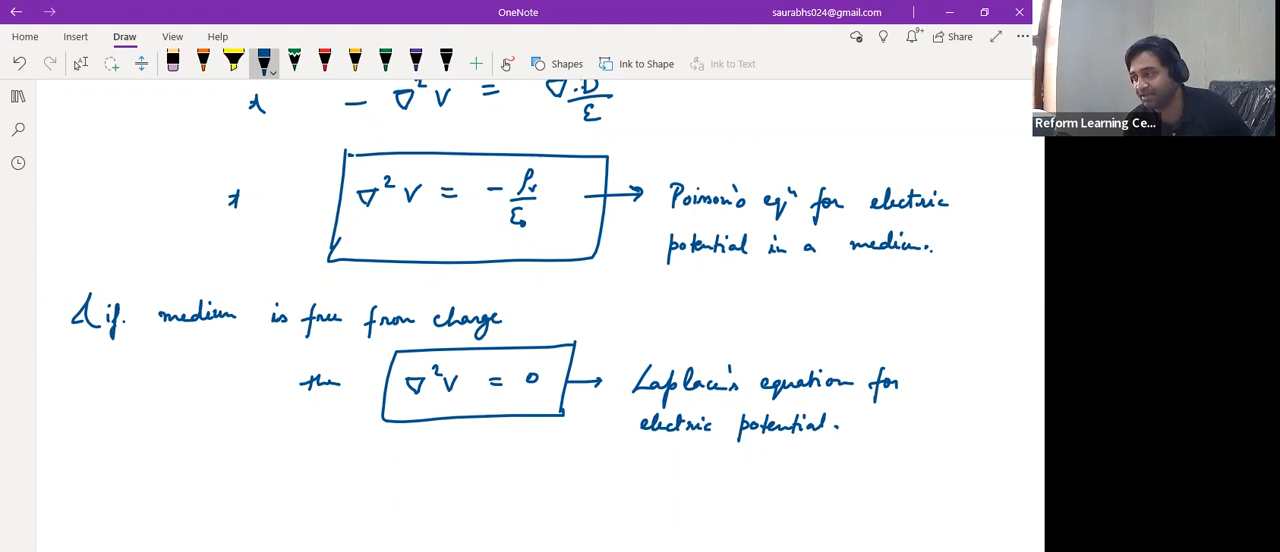 OneNote
saurabhs024@gmail.com
Home Insert Draw View Help
9+ Share
Shapes Ink to Shape Ink to Text
* - ∇²V = ∇.D/ε
* ∇²V = - ρv/ε0 → Poisson's eqn for electric
potential in a medium.
& if. medium is free from charge
the ∇²V = 0 → Laplace's equation for
electric potential.
Reform Learning Ce...